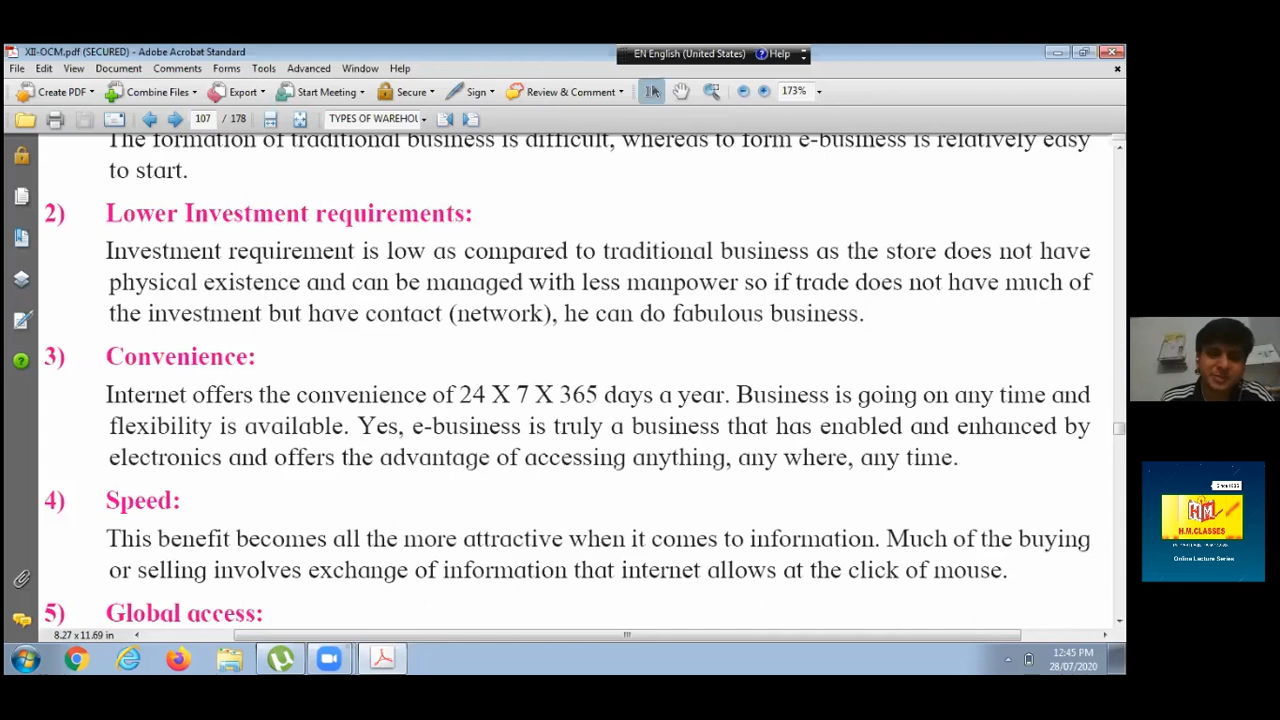 XII-OCM.pdf (SECURED) - Adobe Acrobat Standard
EN English (United States) ? Help
File Edit View Document Comments Forms Tools Advanced Window Help
Create PDF Combine Files Export Start Meeting Secure Sign Review & Comment 173%
107 / 178 TYPES OF WAREHOU
The formation of traditional business is difficult, whereas to form e-business is relatively easy
to start.
2) Lower Investment requirements:
Investment requirement is low as compared to traditional business as the store does not have
physical existence and can be managed with less manpower so if trade does not have much of
the investment but have contact (network), he can do fabulous business.
3) Convenience:
Internet offers the convenience of 24 X 7 X 365 days a year. Business is going on any time and
flexibility is available. Yes, e-business is truly a business that has enabled and enhanced by
electronics and offers the advantage of accessing anything, any where, any time.
4) Speed:
This benefit becomes all the more attractive when it comes to information. Much of the buying
or selling involves exchange of information that internet allows at the click of mouse.
5) Global access:
8.27 x 11.69 in
12:45 PM
28/07/2020
HM
H.M.CLASSES
Online Lecture Series